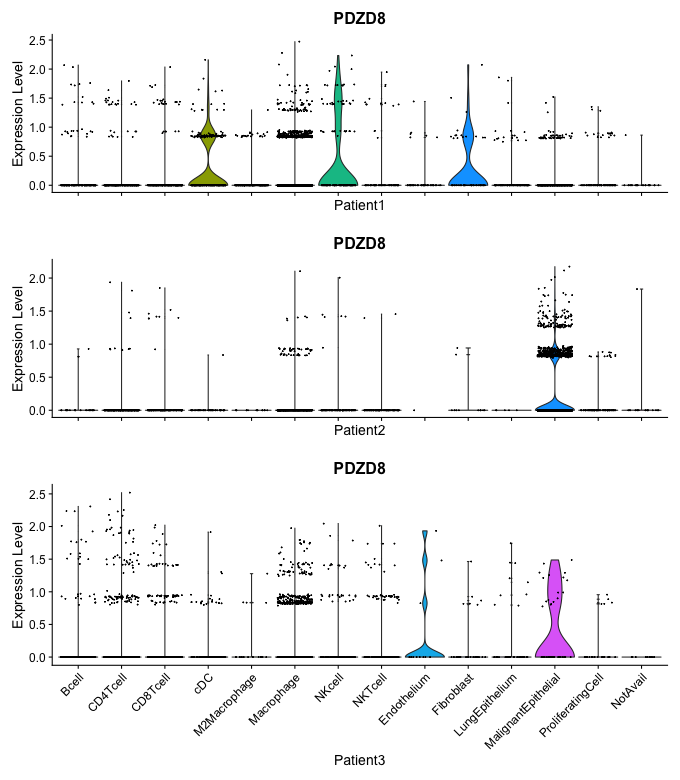 PDZD8
Expression Level
2.5
2.0
1.5
1.0
0.5
0.0
Patient1
PDZD8
Expression Level
2.0
1.5
1.0
0.5
0.0
Patient2
PDZD8
Expression Level
2.5
2.0
1.5
1.0
0.5
0.0
Bcell
CD4Tcell
CD8Tcell
cDC
M2Macrophage
Macrophage
NKcell
NKTcell
Endothelium
Fibroblast
LungEpithelium
MalignantEpithelial
ProliferatingCell
NotAvail
Patient3